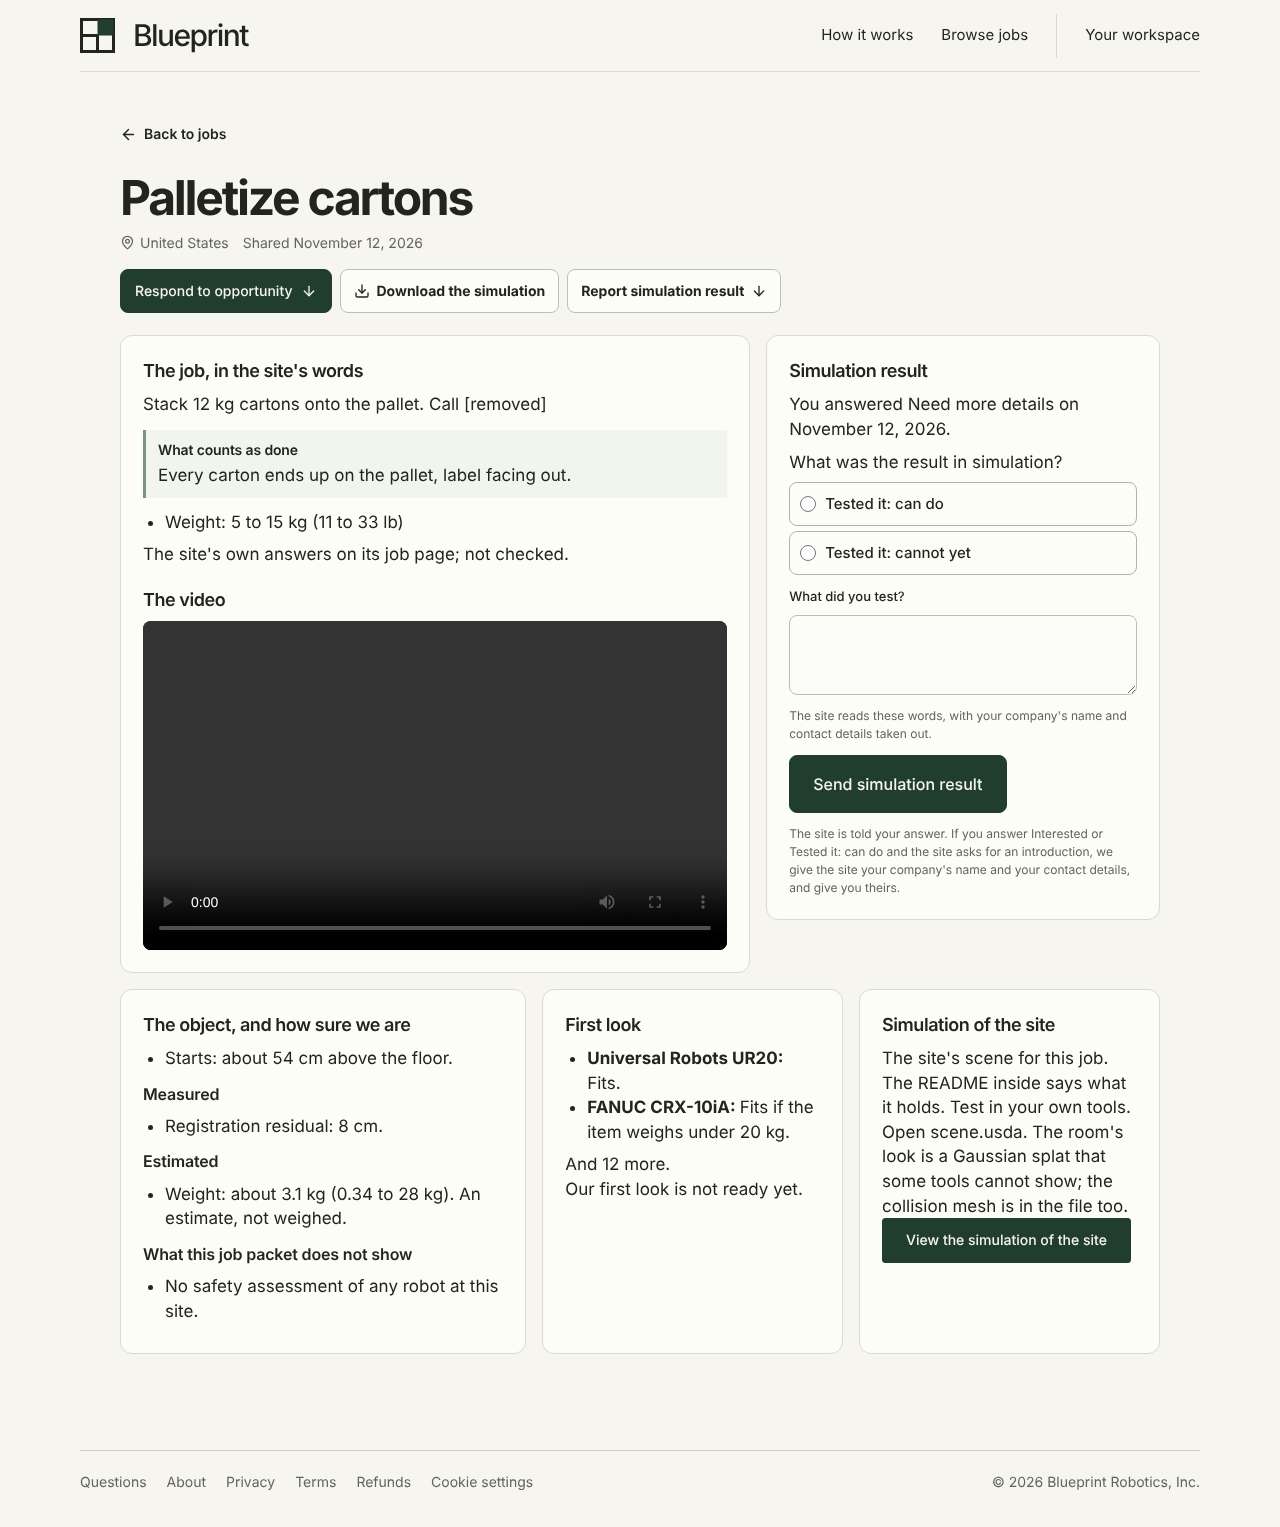 Blueprint
How it works
Browse jobs
Your workspace
Back to jobs
Palletize cartons
United States
Shared November 12, 2026
Respond to opportunity
Download the simulation
Report simulation result
The job, in the site's words
Stack 12 kg cartons onto the pallet. Call [removed]
What counts as done
Every carton ends up on the pallet, label facing out.
• Weight: 5 to 15 kg (11 to 33 lb)
The site's own answers on its job page; not checked.
The video
0:00
Simulation result
You answered Need more details on
November 12, 2026.
What was the result in simulation?
Tested it: can do
Tested it: cannot yet
What did you test?
The site reads these words, with your company's name and
contact details taken out.
Send simulation result
The site is told your answer. If you answer Interested or
Tested it: can do and the site asks for an introduction, we
give the site your company's name and your contact details,
and give you theirs.
The object, and how sure we are
• Starts: about 54 cm above the floor.
Measured
• Registration residual: 8 cm.
Estimated
• Weight: about 3.1 kg (0.34 to 28 kg). An
estimate, not weighed.
What this job packet does not show
• No safety assessment of any robot at this
site.
First look
• Universal Robots UR20:
Fits.
• FANUC CRX-10iA: Fits if the
item weighs under 20 kg.
And 12 more.
Our first look is not ready yet.
Simulation of the site
The site's scene for this job.
The README inside says what
it holds. Test in your own tools.
Open scene.usda. The room's
look is a Gaussian splat that
some tools cannot show; the
collision mesh is in the file too.
View the simulation of the site
Questions
About
Privacy
Terms
Refunds
Cookie settings
© 2026 Blueprint Robotics, Inc.